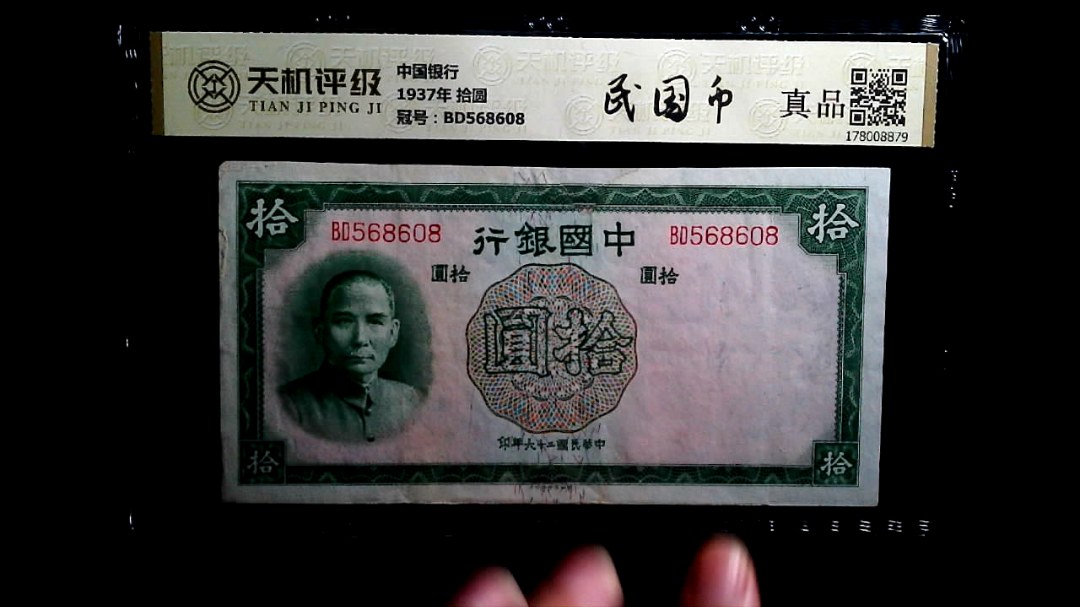 天机评级
TIAN JI PING JI
中国银行
1937年 拾圆
冠号：BD568608
民国币
真品
178008879
拾
拾
BD568608
行銀國中
BD568608
圓拾
圓拾
圓拾
印年六十二國民華中
拾
拾